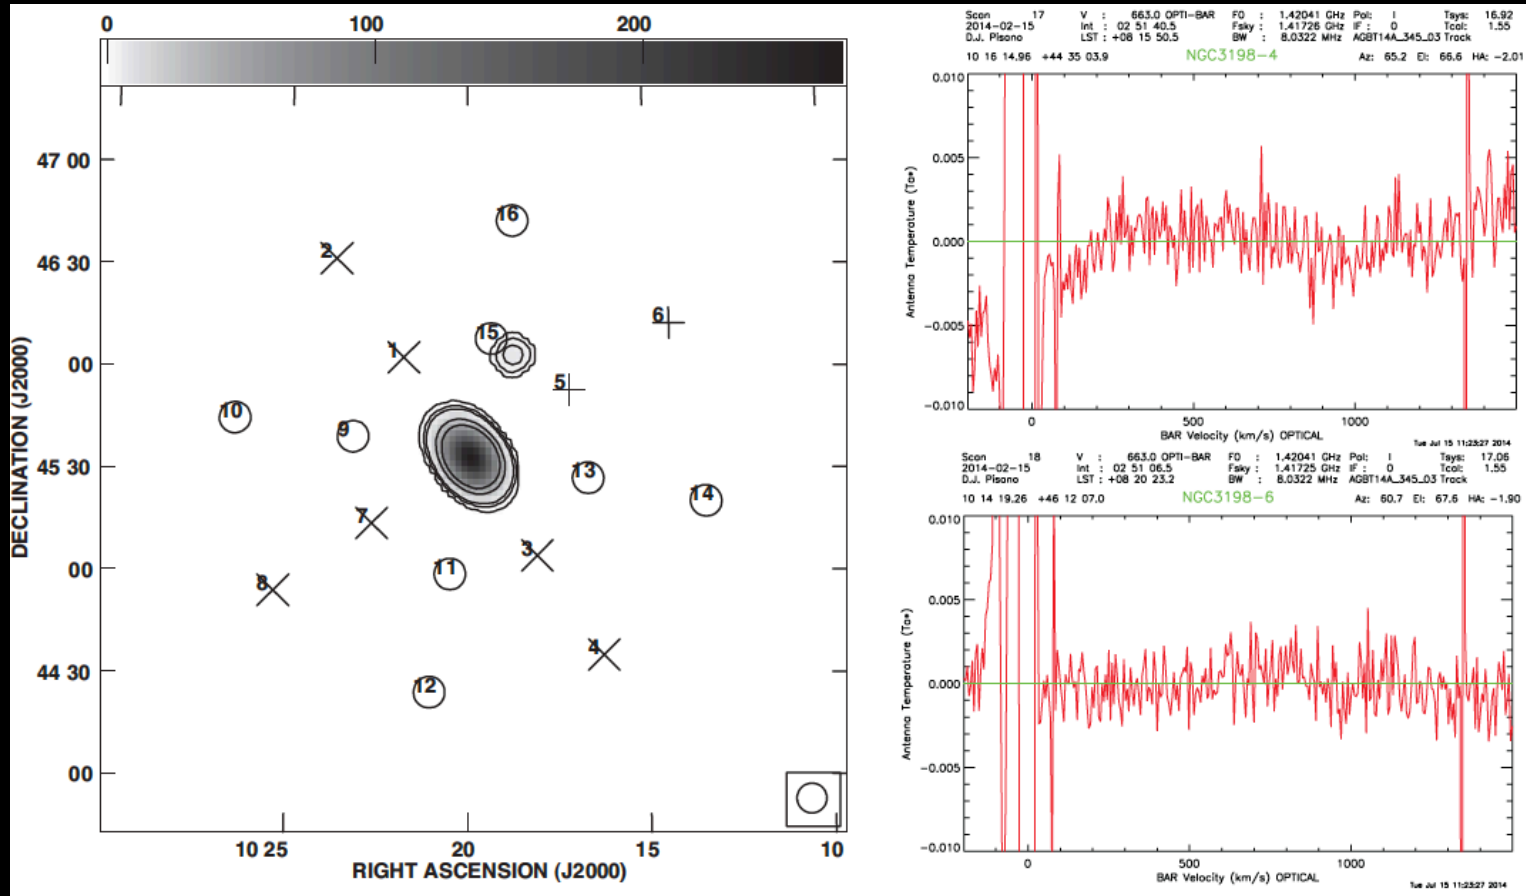 0 100 200
47 00
46 30
00
45 30
00
44 30
00
DECLINATION (J2000)
16
2
6
15
1
5
10
9
13
14
7
3
11
8
4
12
10 25 20 15 10
RIGHT ASCENSION (J2000)
Scan 17 V : 663.0 OPTI-BAR F0 : 1.42041 GHz Pol: I Tsys: 16.92
2014-02-15 Int : 02 51 40.5 Fsky : 1.41726 GHz IF : 0 Tcal: 1.55
D.J. Pisano LST : +08 15 50.5 BW : 8.0322 MHz AGBT14A_345_03 Track
10 16 14.96 +44 35 03.9 NGC3198-4 Az: 65.2 El: 66.6 HA: -2.01
0.010
0.005
0.000
-0.005
-0.010
Antenna Temperature (Ta*)
0 500 1000
BAR Velocity (km/s) OPTICAL
Tue Jul 15 11:23:27 2014
Scan 18 V : 663.0 OPTI-BAR F0 : 1.42041 GHz Pol: I Tsys: 17.06
2014-02-15 Int : 02 51 06.5 Fsky : 1.41725 GHz IF : 0 Tcal: 1.55
D.J. Pisano LST : +08 20 23.2 BW : 8.0322 MHz AGBT14A_345_03 Track
10 14 19.26 +46 12 07.0 NGC3198-6 Az: 60.7 El: 67.6 HA: -1.90
0.010
0.005
0.000
-0.005
-0.010
Antenna Temperature (Ta*)
0 500 1000
BAR Velocity (km/s) OPTICAL
Tue Jul 15 11:23:27 2014